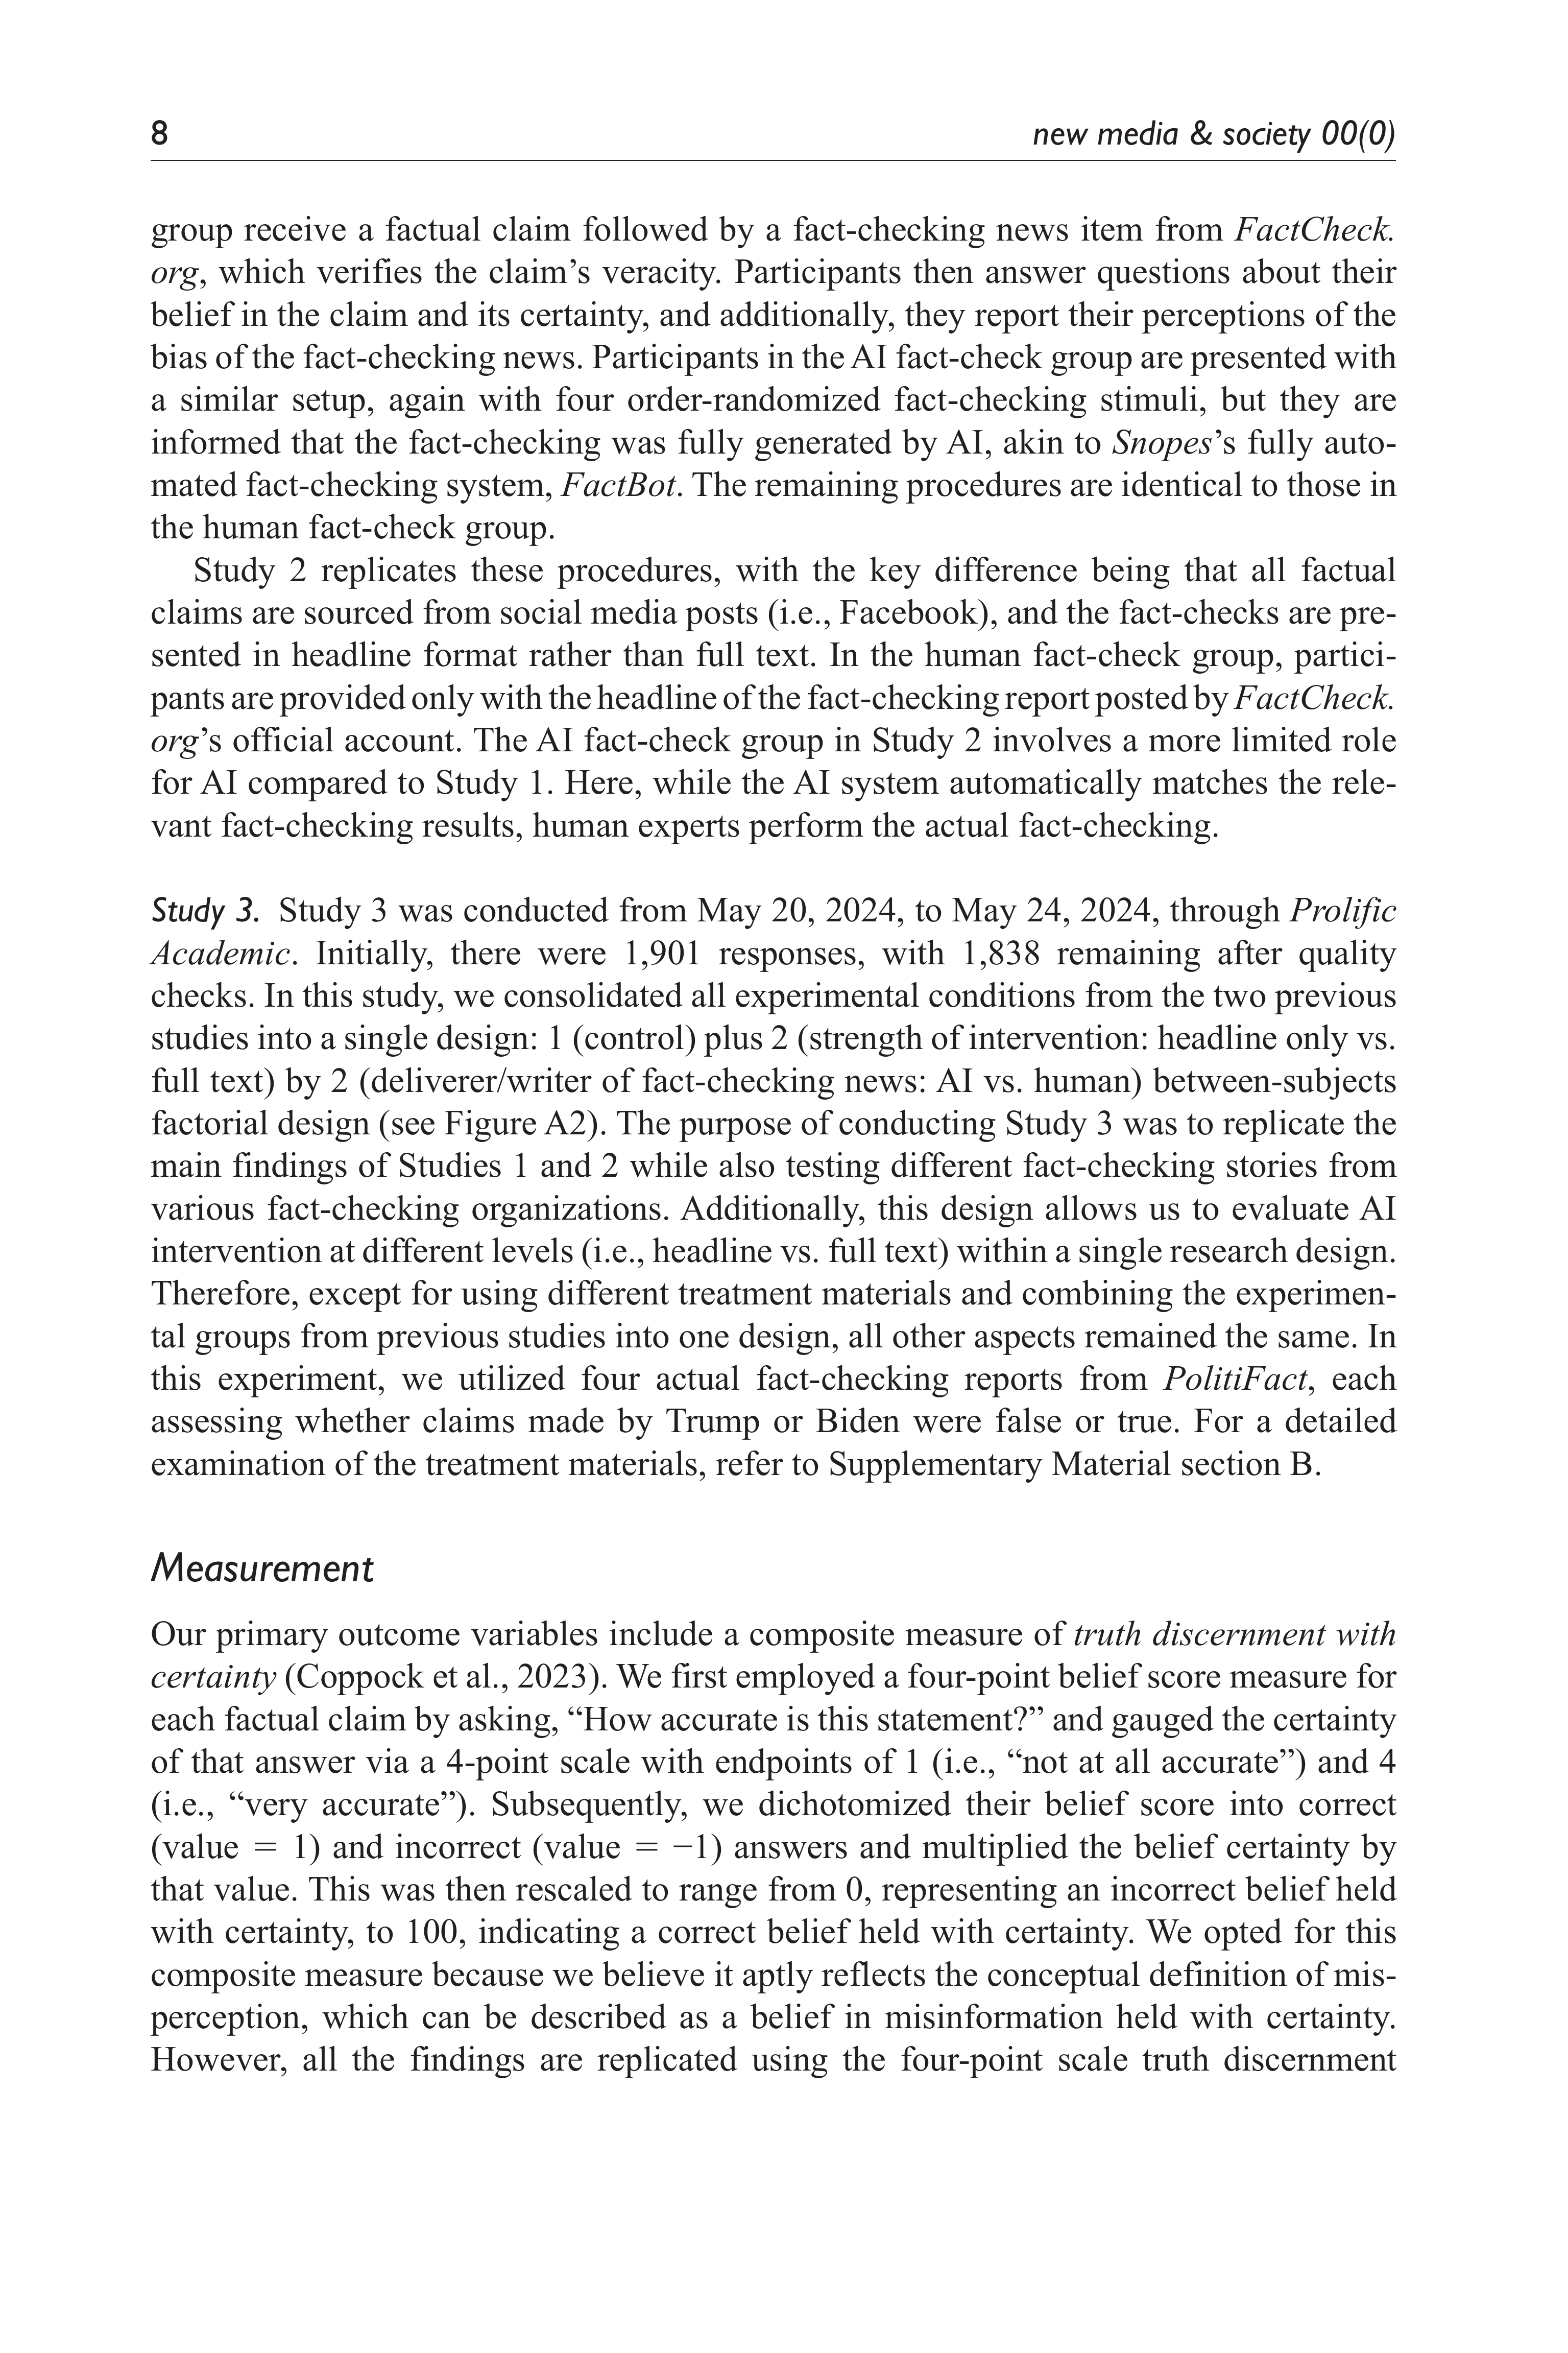 8
new media & society 00(0)
group receive a factual claim followed by a fact-checking news item from FactCheck.
org, which verifies the claim’s veracity. Participants then answer questions about their
belief in the claim and its certainty, and additionally, they report their perceptions of the
bias of the fact-checking news. Participants in the AI fact-check group are presented with
a similar setup, again with four order-randomized fact-checking stimuli, but they are
informed that the fact-checking was fully generated by AI, akin to Snopes’s fully auto-
mated fact-checking system, FactBot. The remaining procedures are identical to those in
the human fact-check group.
Study 2 replicates these procedures, with the key difference being that all factual
claims are sourced from social media posts (i.e., Facebook), and the fact-checks are pre-
sented in headline format rather than full text. In the human fact-check group, partici-
pants are provided only with the headline of the fact-checking report posted by FactCheck.
org’s official account. The AI fact-check group in Study 2 involves a more limited role
for AI compared to Study 1. Here, while the AI system automatically matches the rele-
vant fact-checking results, human experts perform the actual fact-checking.
Study 3. Study 3 was conducted from May 20, 2024, to May 24, 2024, through Prolific
Academic. Initially, there were 1,901 responses, with 1,838 remaining after quality
checks. In this study, we consolidated all experimental conditions from the two previous
studies into a single design: 1 (control) plus 2 (strength of intervention: headline only vs.
full text) by 2 (deliverer/writer of fact-checking news: AI vs. human) between-subjects
factorial design (see Figure A2). The purpose of conducting Study 3 was to replicate the
main findings of Studies 1 and 2 while also testing different fact-checking stories from
various fact-checking organizations. Additionally, this design allows us to evaluate AI
intervention at different levels (i.e., headline vs. full text) within a single research design.
Therefore, except for using different treatment materials and combining the experimen-
tal groups from previous studies into one design, all other aspects remained the same. In
this experiment, we utilized four actual fact-checking reports from PolitiFact, each
assessing whether claims made by Trump or Biden were false or true. For a detailed
examination of the treatment materials, refer to Supplementary Material section B.
Measurement
Our primary outcome variables include a composite measure of truth discernment with
certainty (Coppock et al., 2023). We first employed a four-point belief score measure for
each factual claim by asking, “How accurate is this statement?” and gauged the certainty
of that answer via a 4-point scale with endpoints of 1 (i.e., “not at all accurate”) and 4
(i.e., “very accurate”). Subsequently, we dichotomized their belief score into correct
(value = 1) and incorrect (value = −1) answers and multiplied the belief certainty by
that value. This was then rescaled to range from 0, representing an incorrect belief held
with certainty, to 100, indicating a correct belief held with certainty. We opted for this
composite measure because we believe it aptly reflects the conceptual definition of mis-
perception, which can be described as a belief in misinformation held with certainty.
However, all the findings are replicated using the four-point scale truth discernment